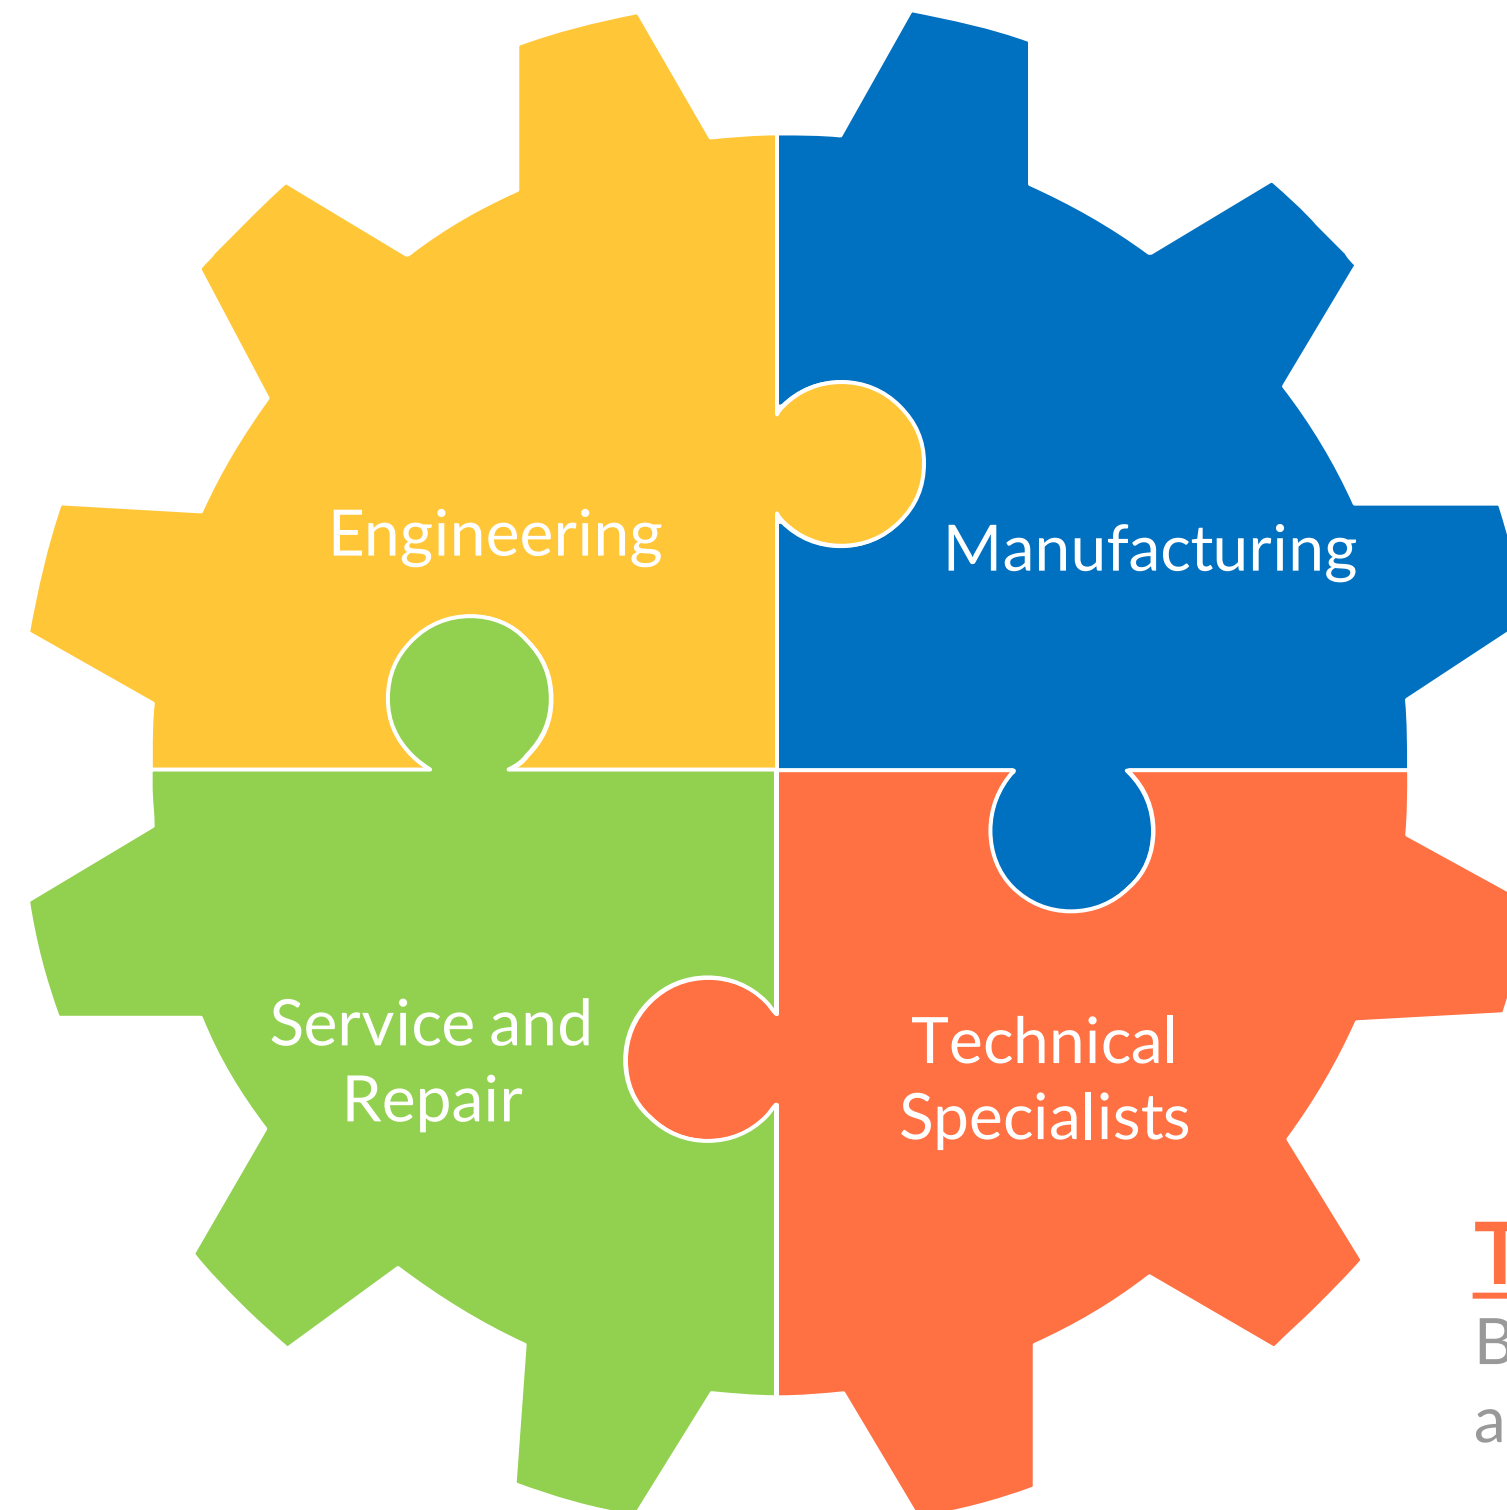 Engineering
Manufacturing
Service and
Repair
Technical
Specialists
T
B
a